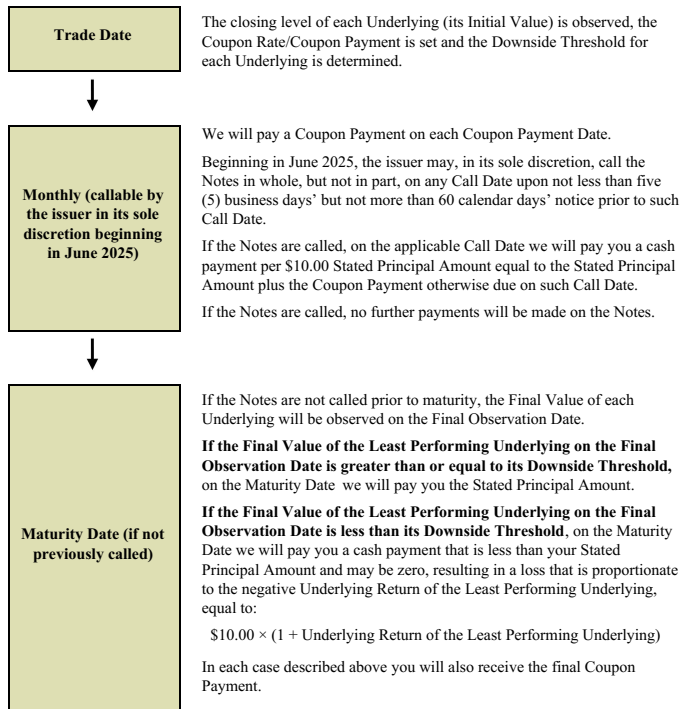 Trade Date
The closing level of each Underlying (its Initial Value) is observed, the
Coupon Rate/Coupon Payment is set and the Downside Threshold for
each Underlying is determined.
Monthly (callable by
the issuer in its sole
discretion beginning
in June 2025)
We will pay a Coupon Payment on each Coupon Payment Date.
Beginning in June 2025, the issuer may, in its sole discretion, call the
Notes in whole, but not in part, on any Call Date upon not less than five
(5) business days’ but not more than 60 calendar days’ notice prior to such
Call Date.
If the Notes are called, on the applicable Call Date we will pay you a cash
payment per $10.00 Stated Principal Amount equal to the Stated Principal
Amount plus the Coupon Payment otherwise due on such Call Date.
If the Notes are called, no further payments will be made on the Notes.
Maturity Date (if not
previously called)
If the Notes are not called prior to maturity, the Final Value of each
Underlying will be observed on the Final Observation Date.
If the Final Value of the Least Performing Underlying on the Final
Observation Date is greater than or equal to its Downside Threshold,
on the Maturity Date we will pay you the Stated Principal Amount.
If the Final Value of the Least Performing Underlying on the Final
Observation Date is less than its Downside Threshold, on the Maturity
Date we will pay you a cash payment that is less than your Stated
Principal Amount and may be zero, resulting in a loss that is proportionate
to the negative Underlying Return of the Least Performing Underlying,
equal to:
$10.00 × (1 + Underlying Return of the Least Performing Underlying)
In each case described above you will also receive the final Coupon
Payment.